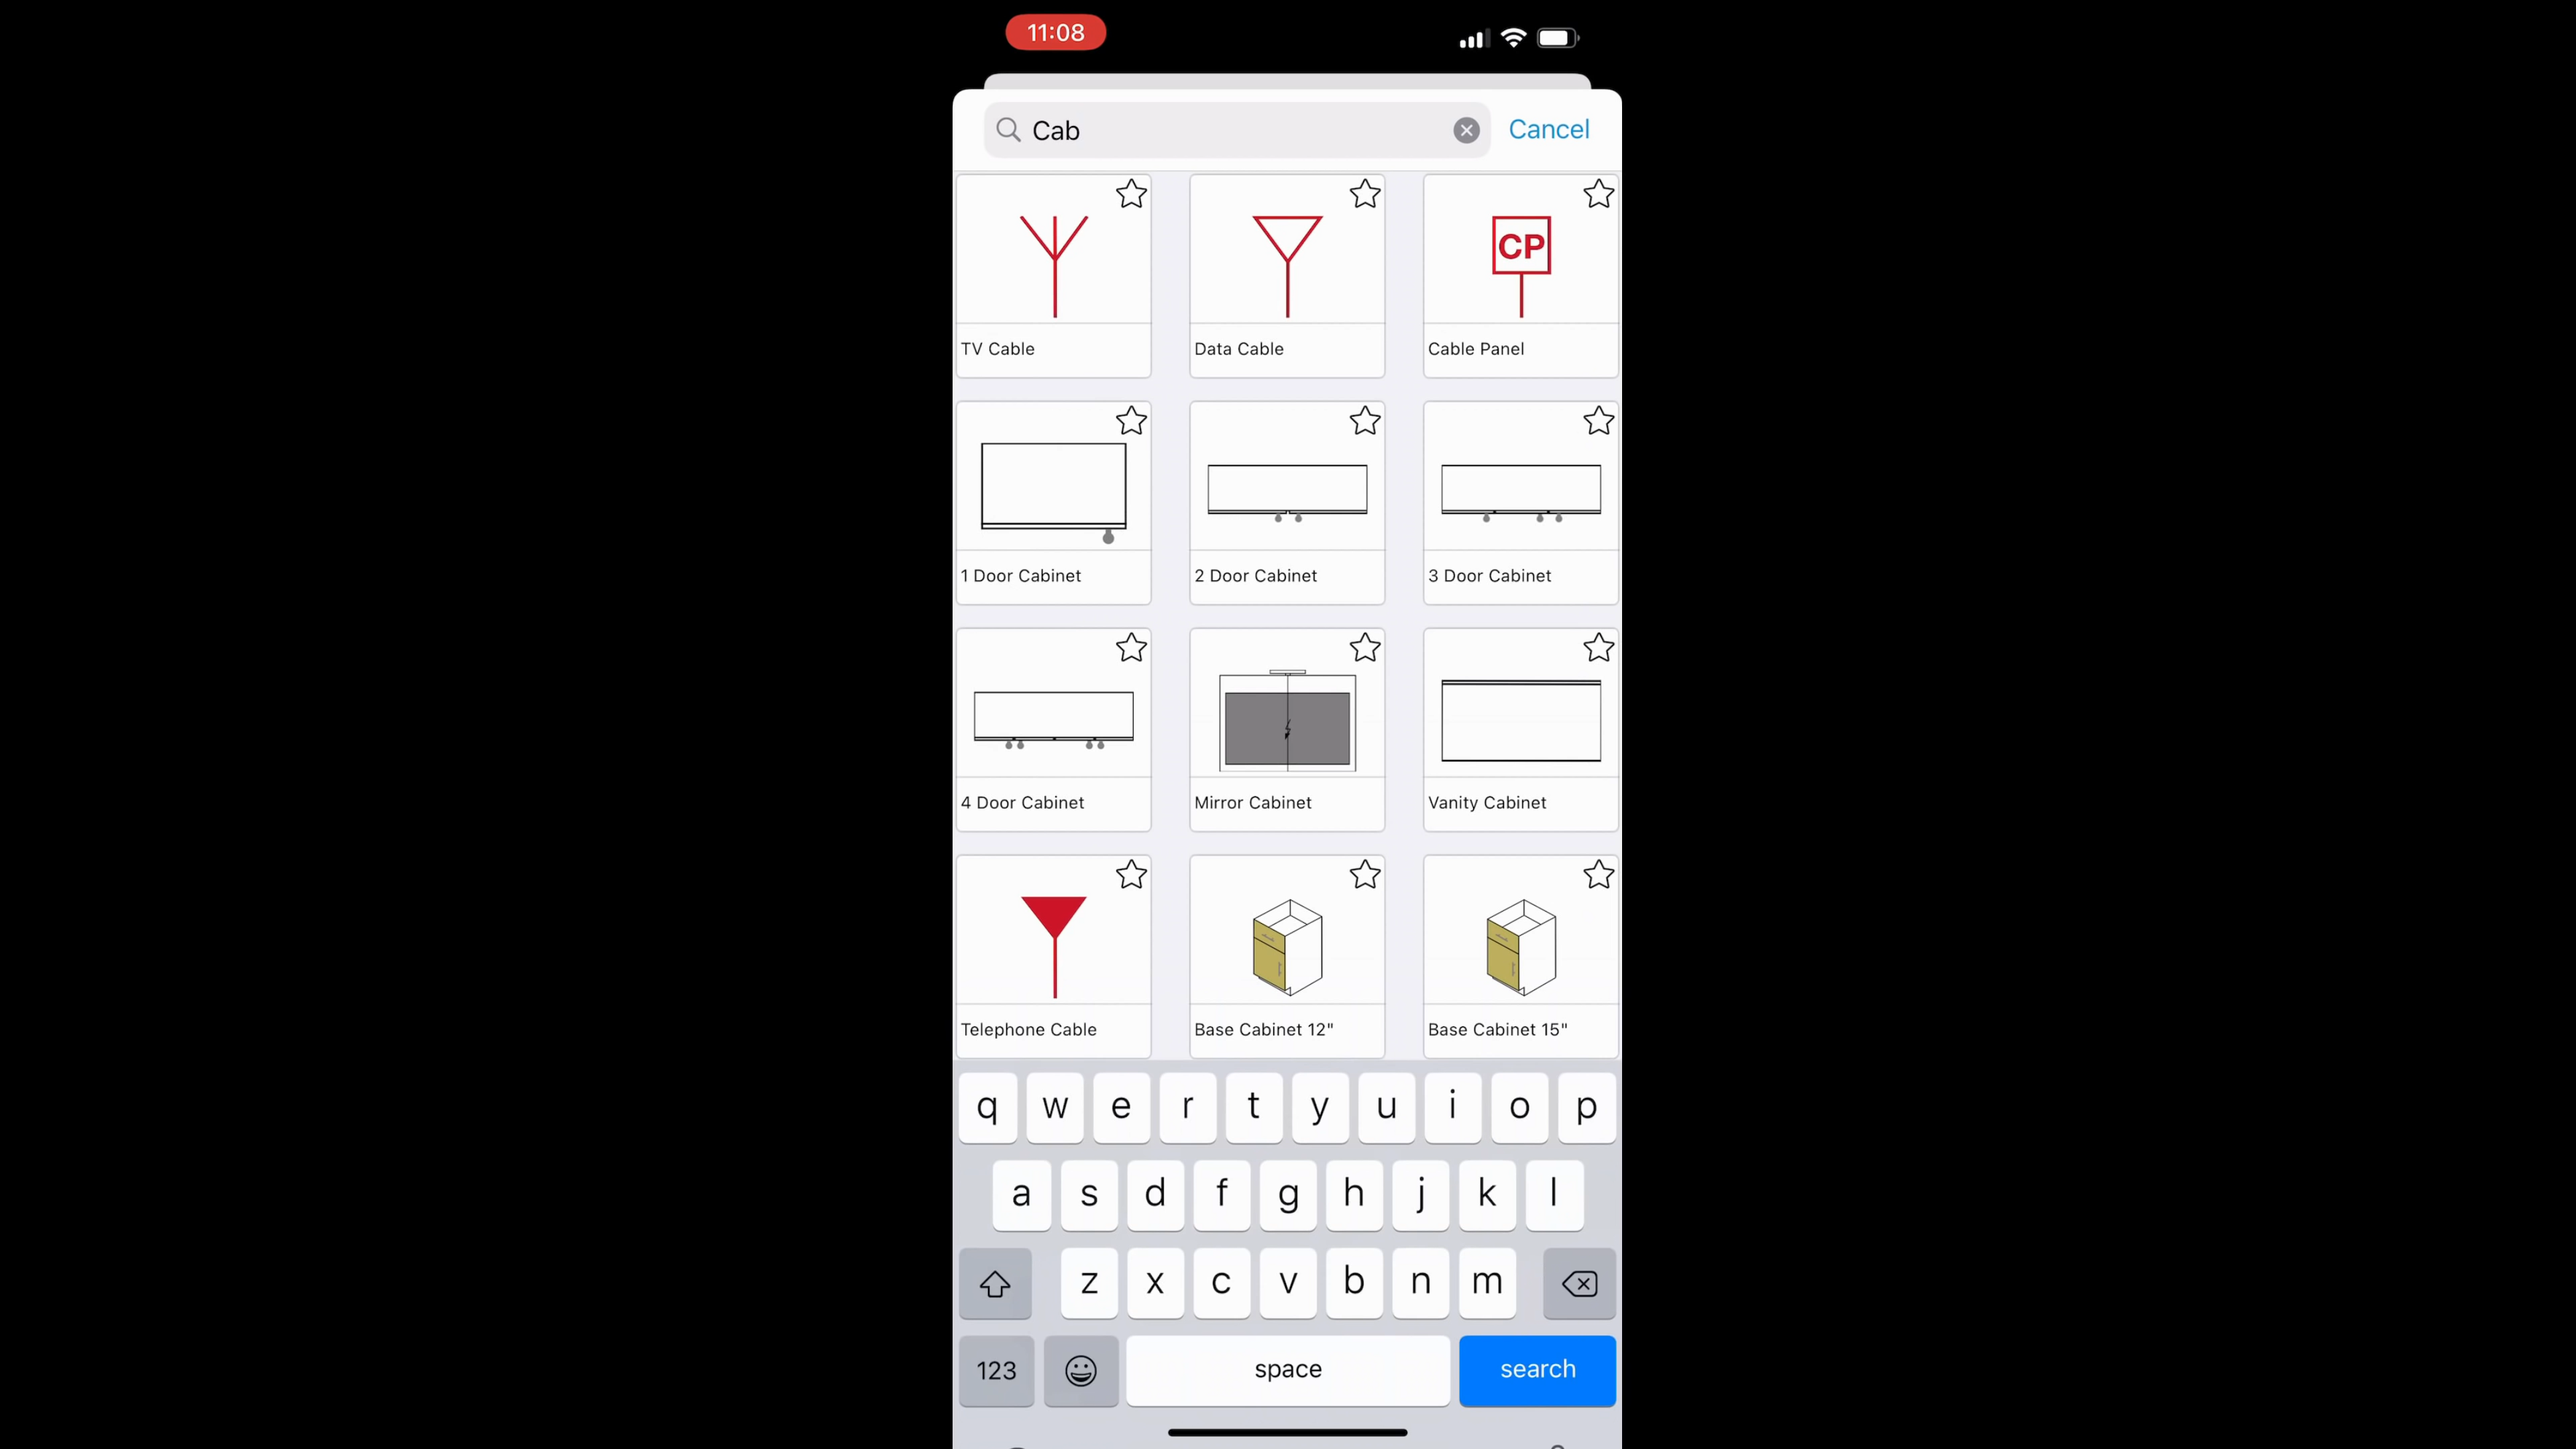 11:08
Cab
Cancel
CP
TV Cable
Data Cable
Cable Panel
1 Door Cabinet
2 Door Cabinet
3 Door Cabinet
4 Door Cabinet
Mirror Cabinet
Vanity Cabinet
Telephone Cable
Base Cabinet 12"
Base Cabinet 15"
q w e r t y u i o p
a s d f g h j k l
z x c v b n m
123 space search